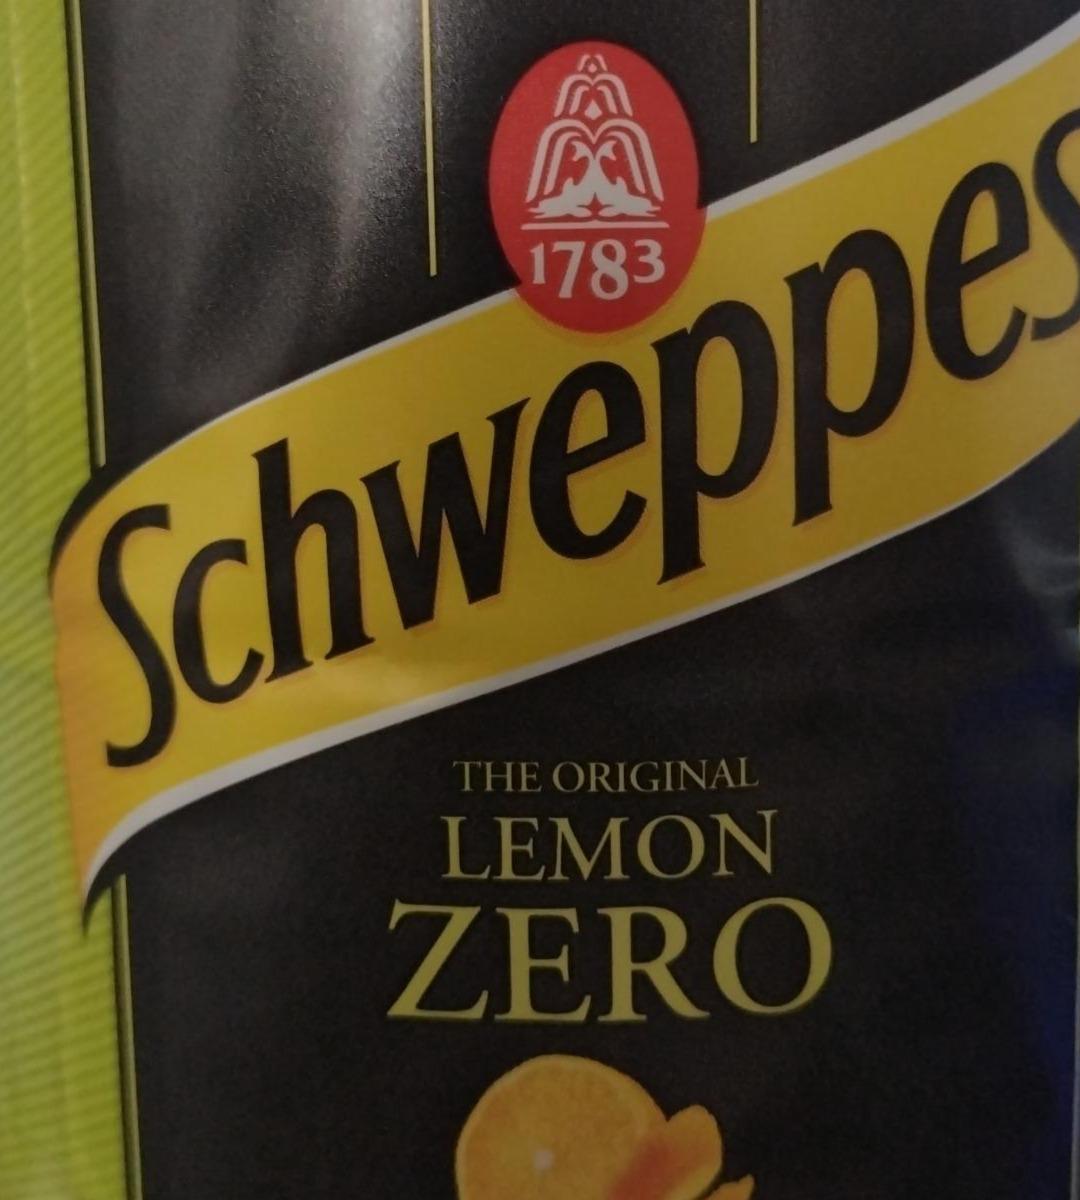 1783
Schweppes
THE ORIGINAL
LEMON
ZERO